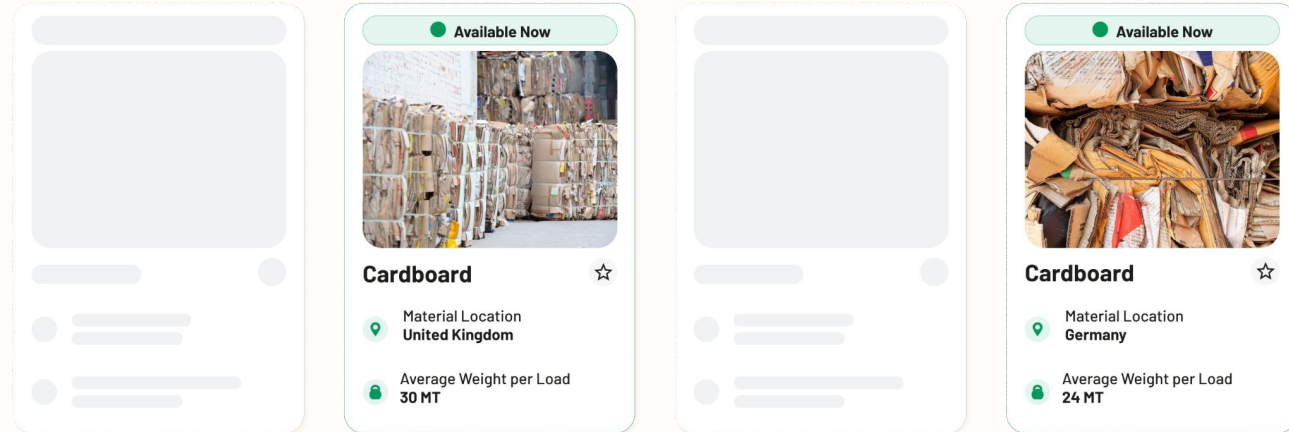 Available Now
Cardboard
Material Location
United Kingdom
Average Weight per Load
30 MT
Available Now
Cardboard
Material Location
Germany
Average Weight per Load
24 MT